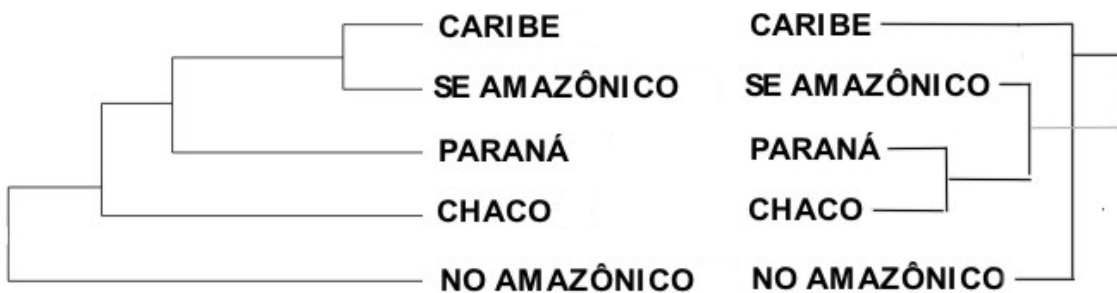 CARIBE CARIBE
SE AMAZÔNICO SE AMAZÔNICO
PARANÁ PARANÁ
CHACO CHACO
NO AMAZÔNICO NO AMAZÔNICO